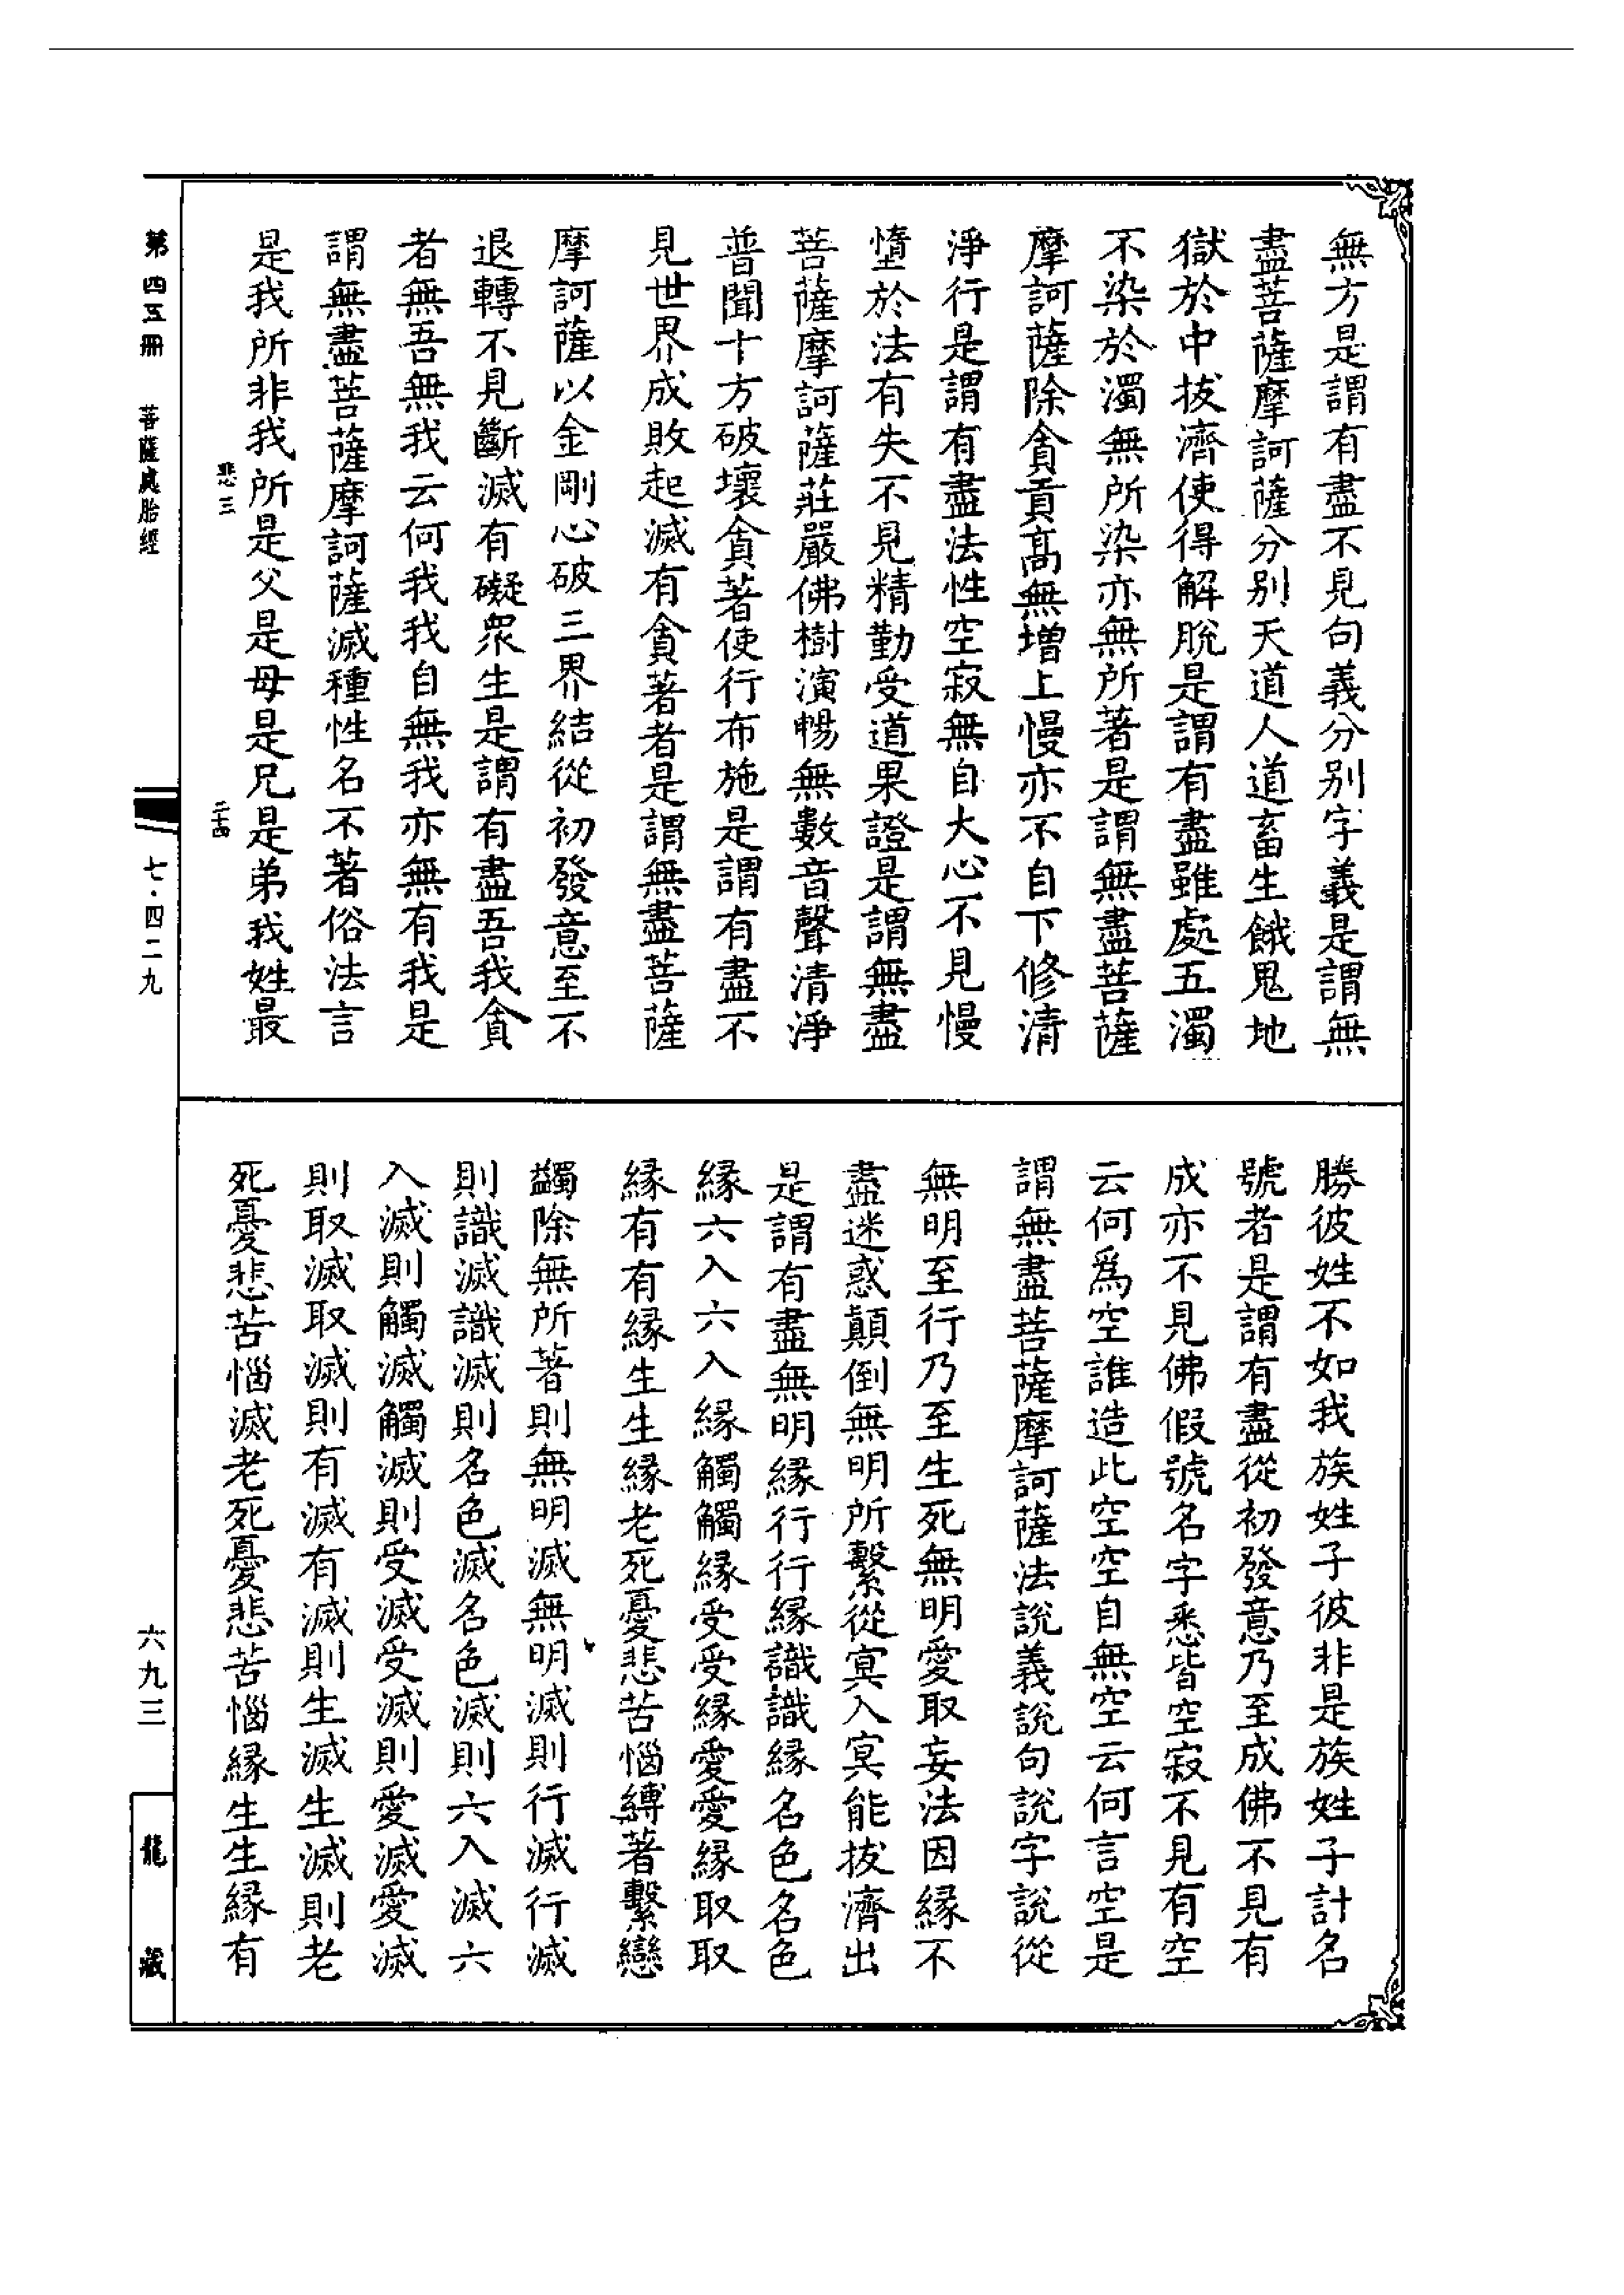 無方是謂有盡不見句義分別字義是謂無
盡菩薩摩訶薩分別天道人道畜生餓鬼地
獄於中拔濟使得解脫是謂有盡雖處五濁
不染於濁無所染亦無所著是謂無盡菩薩
摩訶薩除貪貢高無增上慢亦不自下修清
淨行是謂有盡法性空寂無自大心不見慢
墮於法有失不見精勤受道果證是謂無盡
菩薩摩訶薩莊嚴佛樹演暢無數音聲清淨
普聞十方破壞貪著使行布施是謂有盡不
見世界成敗起滅有貪著者是謂無盡菩薩
摩訶薩以金剛心破三界結從初發意至不
退轉不見斷滅有礙眾生是謂有盡吾我貪
者無吾無我云何我我自無我亦無有我是
謂無盡菩薩摩訶薩滅種性名不著俗法言
是我所非我所是父是母是兄是弟我姓最
悲三
二十四
勝彼姓不如我族姓子彼非是族姓子計名
號者是謂有盡從初發意乃至成佛不見有
成亦不見佛假號名字悉皆空寂不見有空
云何為空誰造此空空自無空云何言空是
謂無盡菩薩摩訶薩法說義說句說字說從
無明至行乃至生死無明愛取妄法因緣不
盡迷惑顛倒無明所繫從冥入冥能拔濟出
是謂有盡無明緣行行緣識識緣名色名色
緣六入六入緣觸觸緣受受緣愛愛緣取取
緣有有緣生生緣老死憂悲苦惱縛著繫戀
蠲除無所著則無明滅無明滅則行滅行滅
則識滅識滅則名色滅名色滅則六入滅六
入滅則觸滅觸滅則受滅受滅則愛滅愛滅
則取滅取滅則有滅有滅則生滅生滅則老
死憂悲苦惱滅老死憂悲苦惱緣生生緣有
第四五冊 菩薩處胎經
七·四二九
六九三
龍藏